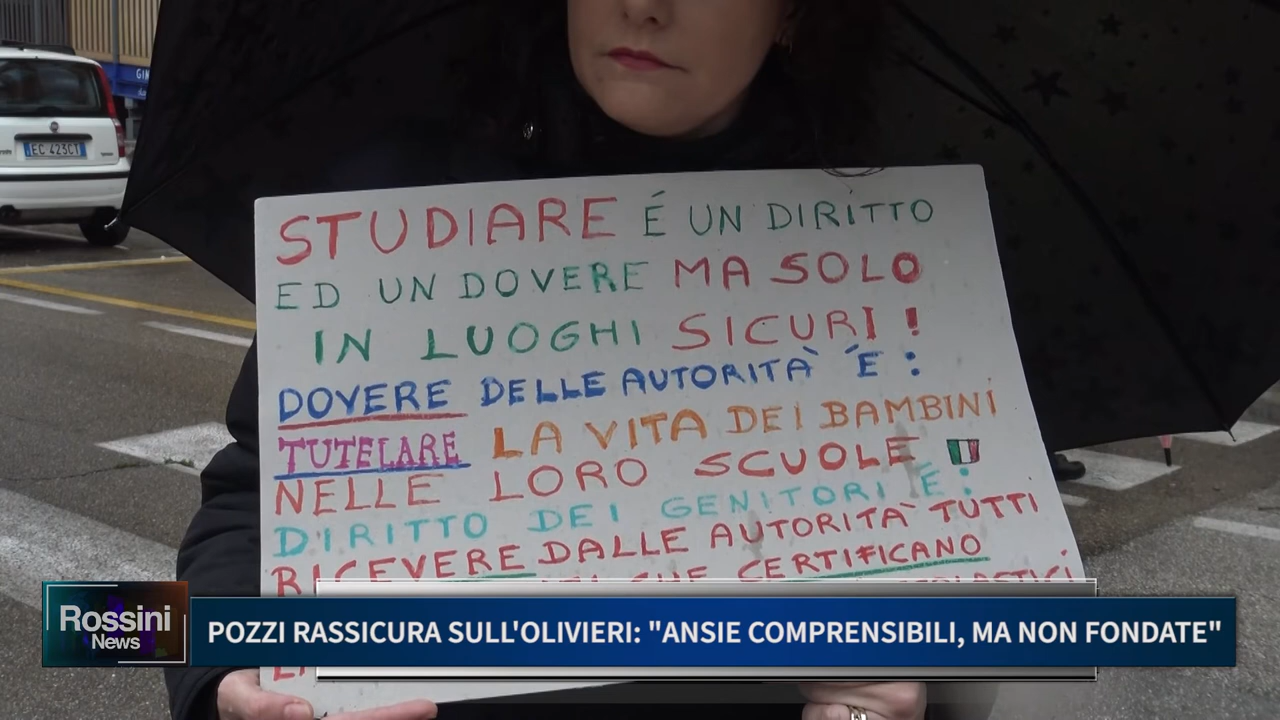 GIN
EC 423CT
STUDIARE É UN DIRITTO
ED UN DOVERE MA SOLO
IN LUOGHI SICURI!
DOVERE DELLE AUTORITÀ É:
TUTELARE LA VITA DEI BAMBINI
NELLE LORO SCUOLE
DIRITTO DEI GENITORI É:
RICEVERE DALLE AUTORITÀ TUTTI
CHE CERTIFICANO
Rossini
News
POZZI RASSICURA SULL'OLIVIERI: "ANSIE COMPRENSIBILI, MA NON FONDATE"